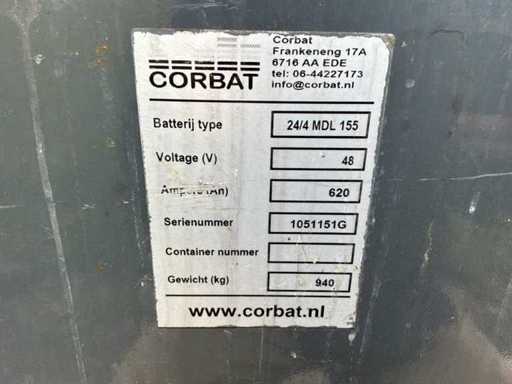 Corbat
Frankeneng 17A
6716 AA EDE
tel: 06-44227173
info@corbat.nl
CORBAT
Batterij type 24/4 MDL 155
Voltage (V) 48
Ampere (Ah) 620
Serienummer 1051151G
Container nummer
Gewicht (kg) 940
www.corbat.nl